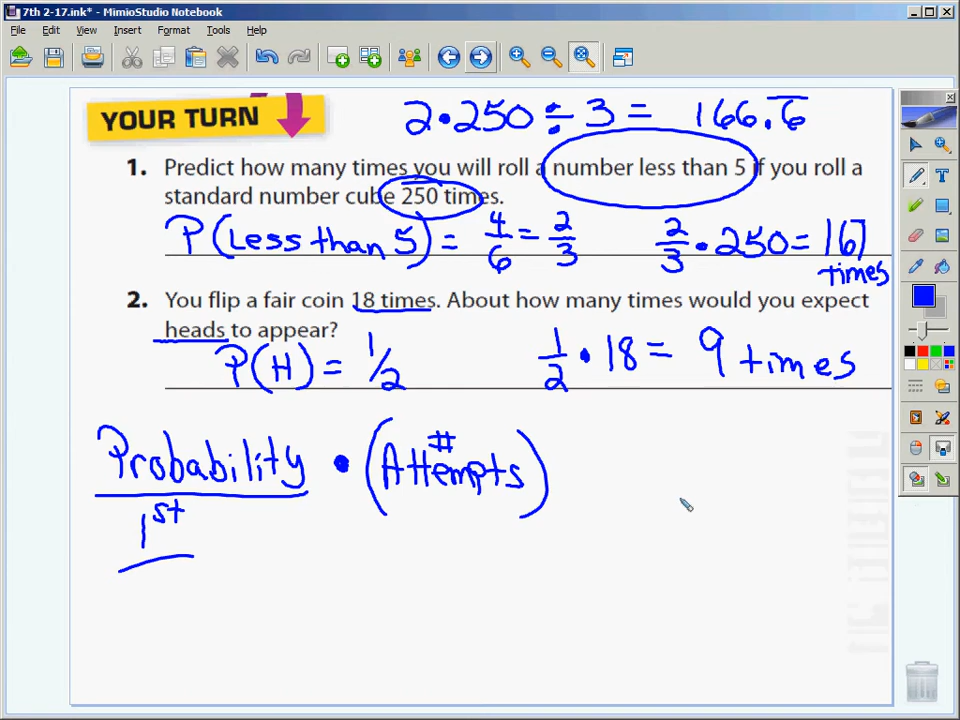 7th 2-17.ink* - MimioStudio Notebook
File Edit View Insert Format Tools Help
YOUR TURN
2•250 ÷ 3 = 166.6̅
1. Predict how many times you will roll a number less than 5 if you roll a
standard number cube 250 times.
P(Less than 5) = 4/6 = 2/3 2/3 • 250 = 167
times
2. You flip a fair coin 18 times. About how many times would you expect
heads to appear?
P(H) = 1/2 1/2 • 18 = 9 times
Probability • (# Attempts)
1st